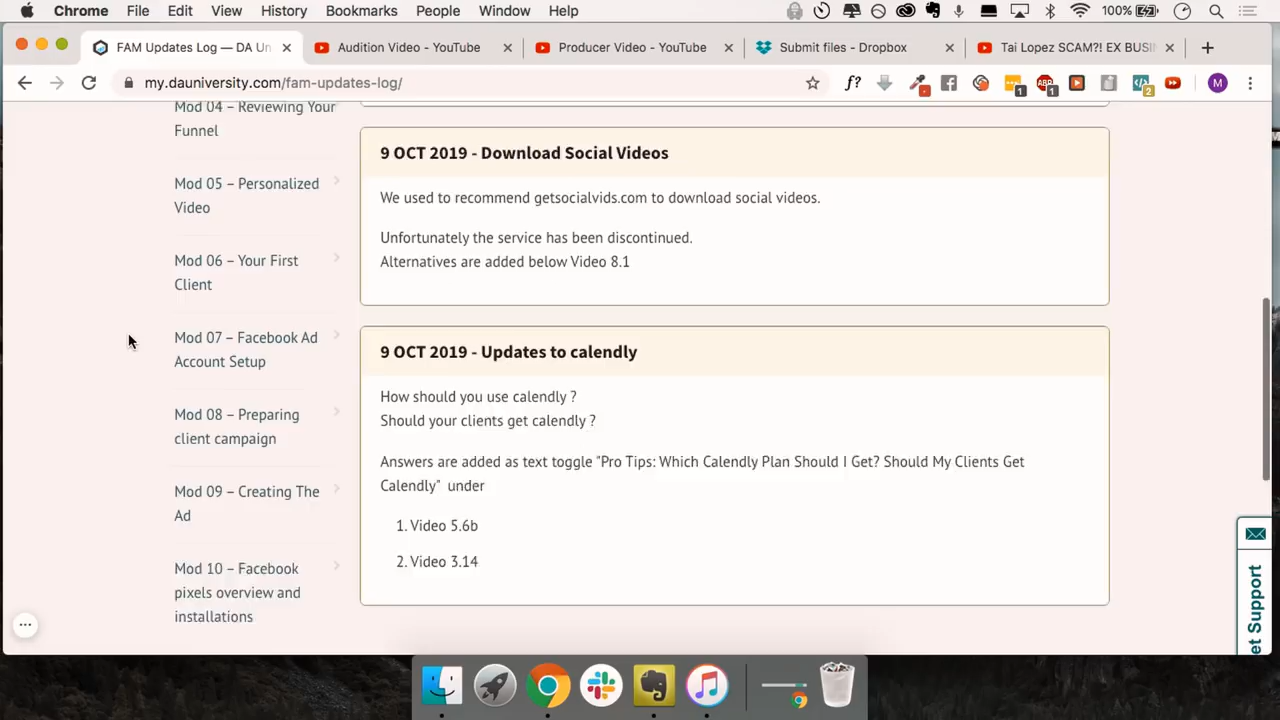 Chrome File Edit View History Bookmarks People Window Help 100%
FAM Updates Log — DA Un Audition Video - YouTube Producer Video - YouTube Submit files - Dropbox Tai Lopez SCAM?! EX BUSI
my.dauniversity.com/fam-updates-log/
f? ABP 1 1 2 M
Mod 04 – Reviewing Your
Funnel
Mod 05 – Personalized
Video
Mod 06 – Your First
Client
Mod 07 – Facebook Ad
Account Setup
Mod 08 – Preparing
client campaign
Mod 09 – Creating The
Ad
Mod 10 – Facebook
pixels overview and
installations
9 OCT 2019 - Download Social Videos
We used to recommend getsocialvids.com to download social videos.
Unfortunately the service has been discontinued.
Alternatives are added below Video 8.1
9 OCT 2019 - Updates to calendly
How should you use calendly ?
Should your clients get calendly ?
Answers are added as text toggle "Pro Tips: Which Calendly Plan Should I Get? Should My Clients Get
Calendly" under
1. Video 5.6b
2. Video 3.14
et Support